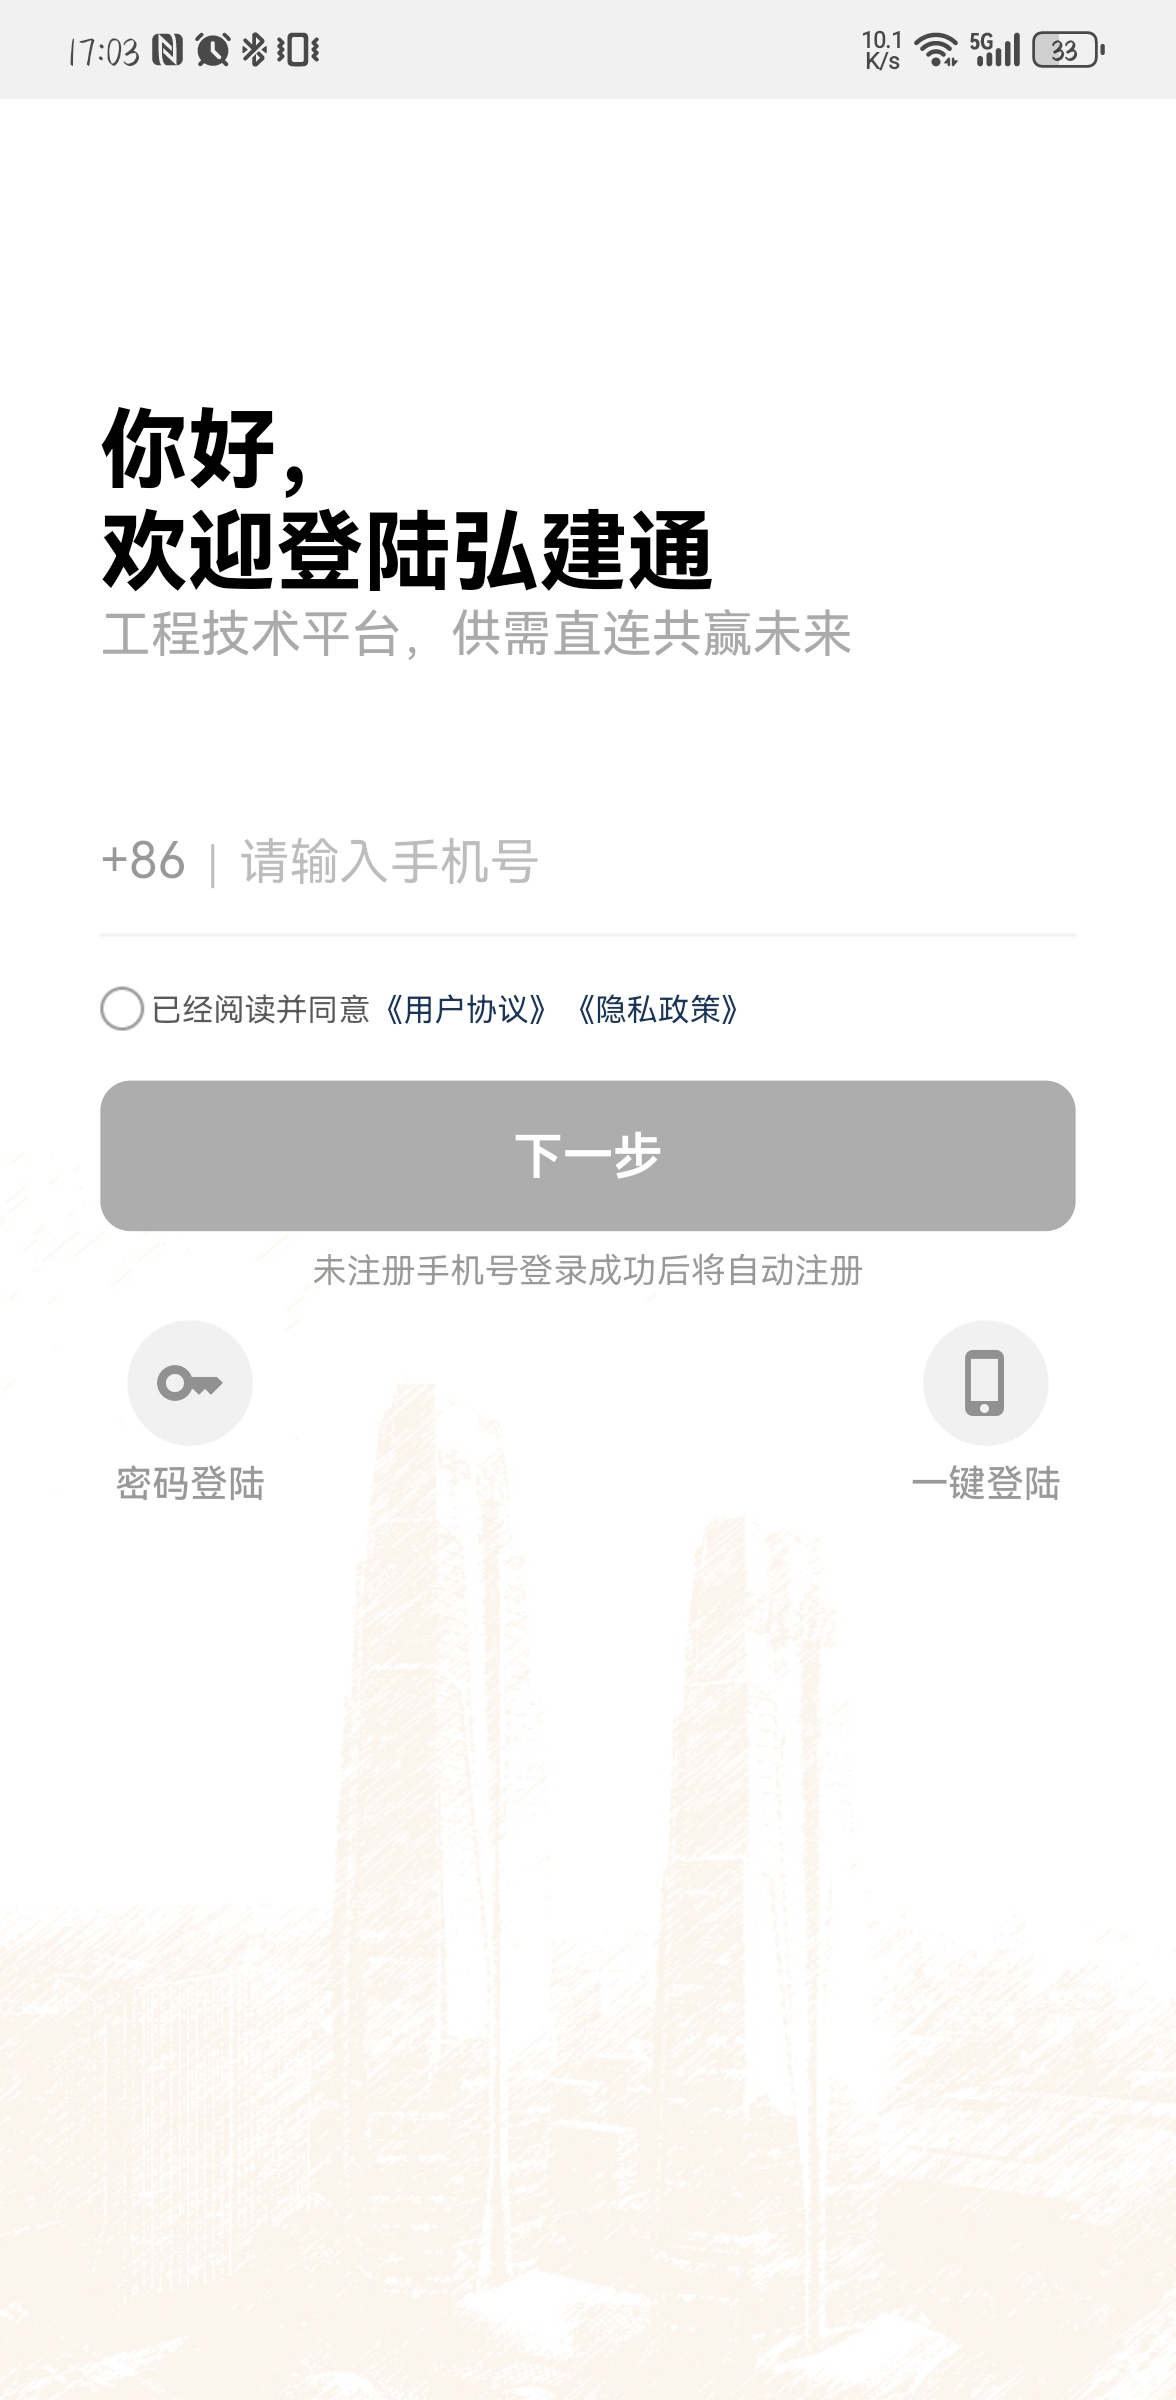 17:03 10.1 K/s 5G 33
你好，
欢迎登陆弘建通
工程技术平台，供需直连共赢未来
+86 | 请输入手机号
已经阅读并同意《用户协议》《隐私政策》
下一步
未注册手机号登录成功后将自动注册
密码登陆 一键登陆